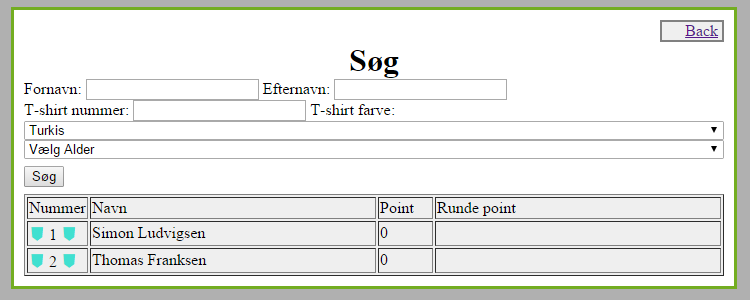 Back
Søg
Fornavn: Efternavn:
T-shirt nummer: T-shirt farve:
Turkis
Vælg Alder
Søg
Nummer Navn Point Runde point
1 Simon Ludvigsen 0
2 Thomas Franksen 0